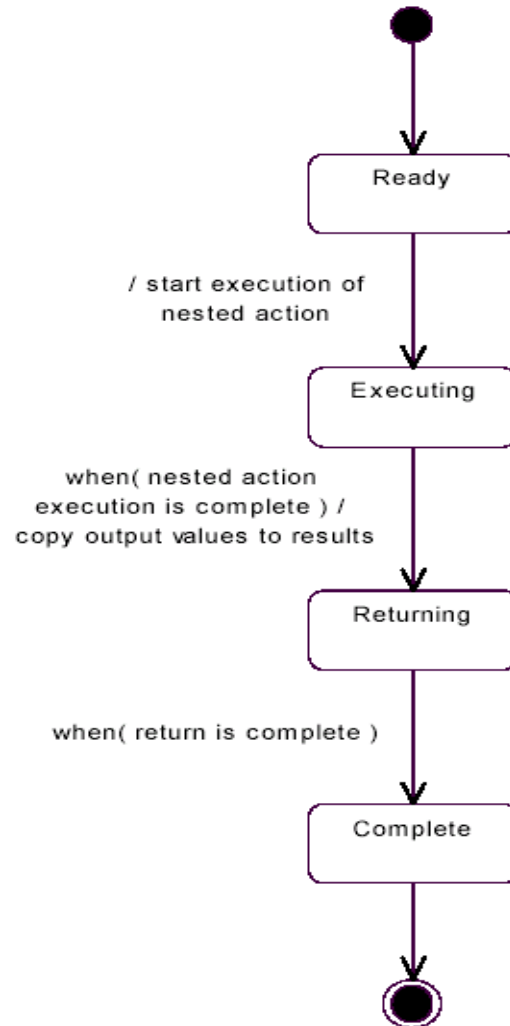 Ready
/ start execution of
nested action
Executing
when( nested action
execution is complete ) /
copy output values to results
Returning
when( return is complete )
Complete